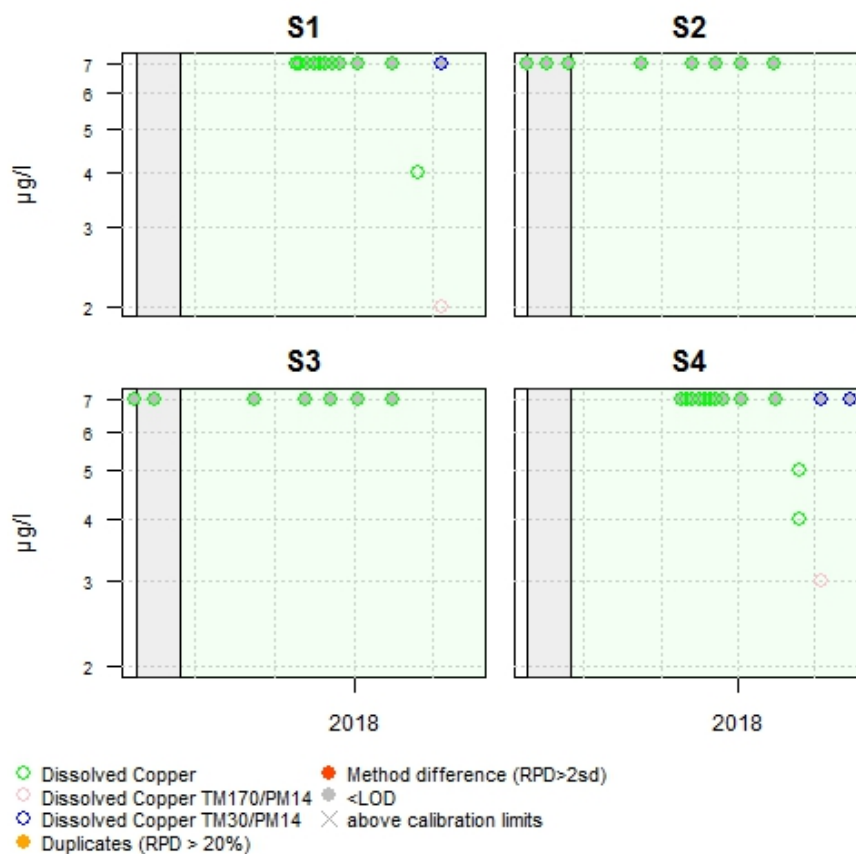 S1
S2
µg/l
7
6
5
4
3
2
S3
S4
µg/l
7
6
5
4
3
2
2018
2018
Dissolved Copper
Dissolved Copper TM170/PM14
Dissolved Copper TM30/PM14
Duplicates (RPD > 20%)
Method difference (RPD>2sd)
<LOD
above calibration limits